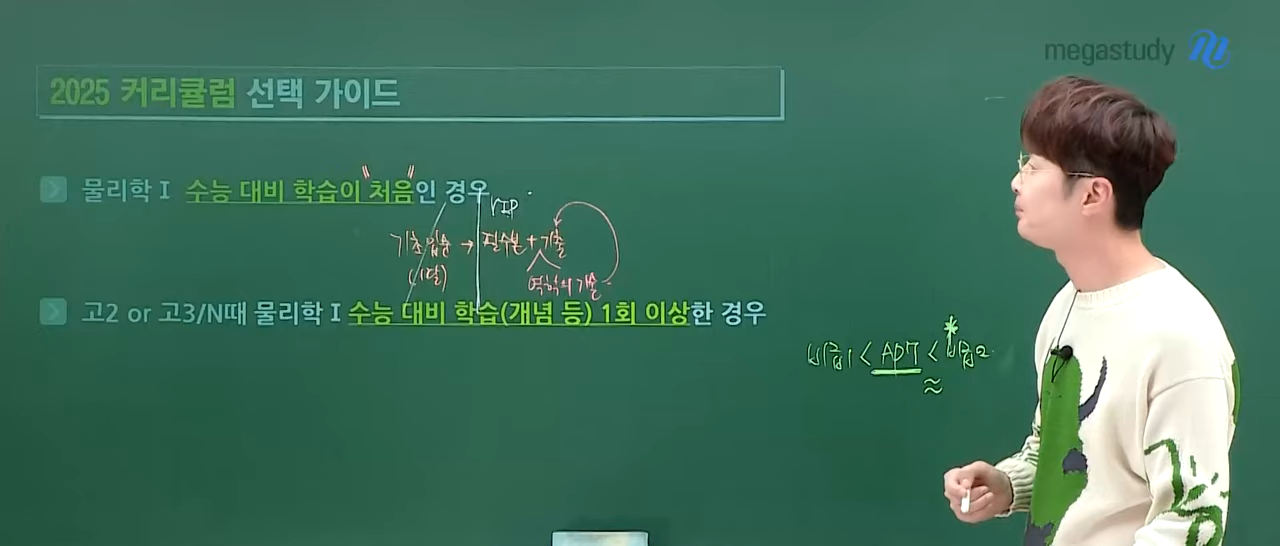 megastudy
2025 커리큘럼 선택 가이드
물리학 I 수능 대비 학습이 "처음"인 경우
VIP
기초입문 → 필수본 + 기출
(1달) 역학의 기술
고2 or 고3/N때 물리학 I 수능 대비 학습(개념 등) 1회 이상한 경우
비급1 < APT < 비급2
≈